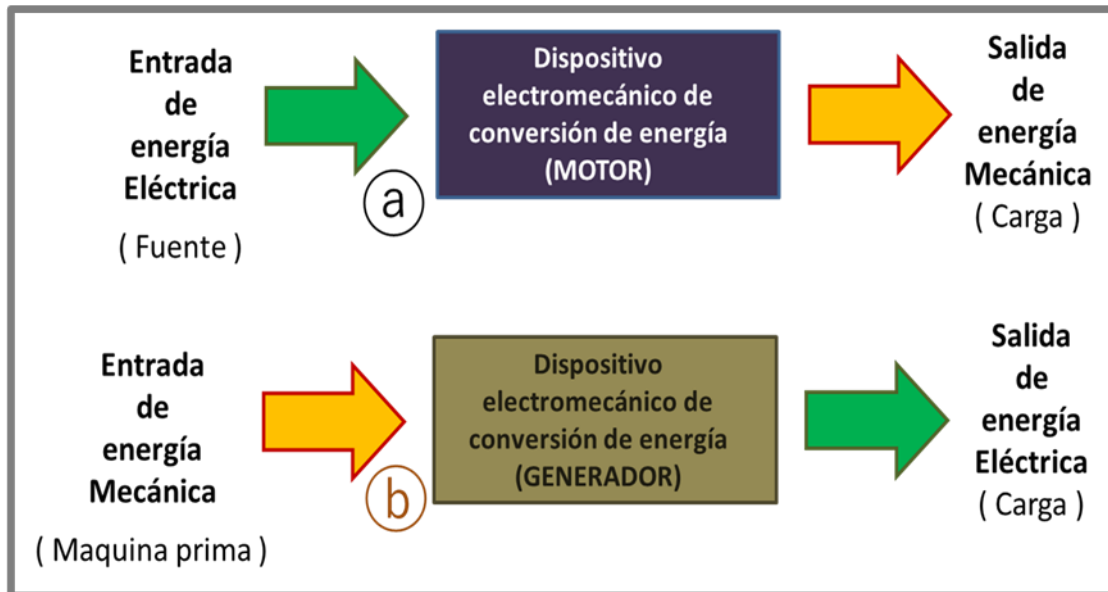 Entrada
de
energía
Eléctrica
( Fuente )
a
Dispositivo
electromecánico de
conversión de energía
(MOTOR)
Salida
de
energía
Mecánica
( Carga )
Entrada
de
energía
Mecánica
( Maquina prima )
b
Dispositivo
electromecánico de
conversión de energía
(GENERADOR)
Salida
de
energía
Eléctrica
( Carga )